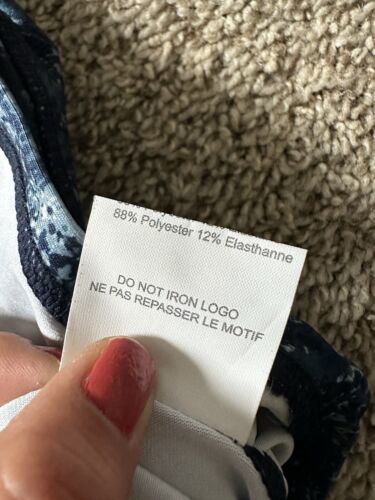 88% Polyester 12% Elasthanne
DO NOT IRON LOGO
NE PAS REPASSER LE MOTIF